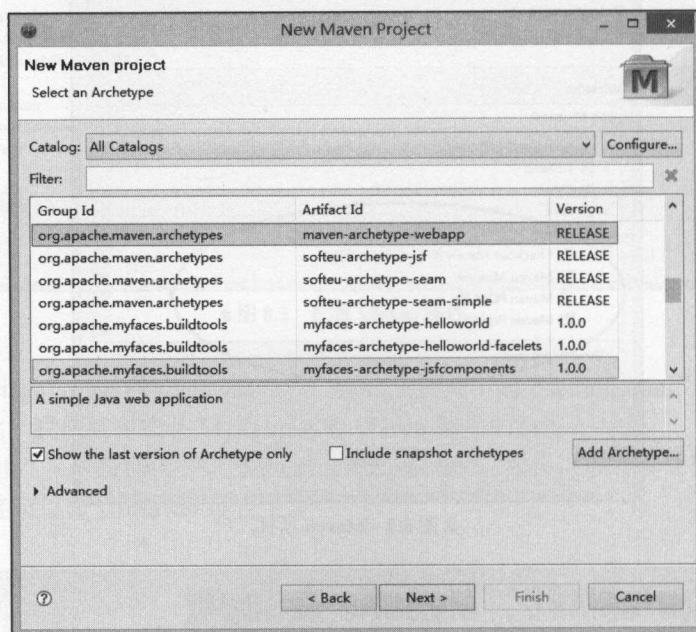 New Maven Project
New Maven project
Select an Archetype
M
Catalog: All Catalogs Configure...
Filter:
Group Id Artifact Id Version
org.apache.maven.archetypes maven-archetype-webapp RELEASE
org.apache.maven.archetypes softeu-archetype-jsf RELEASE
org.apache.maven.archetypes softeu-archetype-seam RELEASE
org.apache.maven.archetypes softeu-archetype-seam-simple RELEASE
org.apache.myfaces.buildtools myfaces-archetype-helloworld 1.0.0
org.apache.myfaces.buildtools myfaces-archetype-helloworld-facelets 1.0.0
org.apache.myfaces.buildtools myfaces-archetype-jsfcomponents 1.0.0
A simple Java web application
Show the last version of Archetype only Include snapshot archetypes Add Archetype...
Advanced
? < Back Next > Finish Cancel